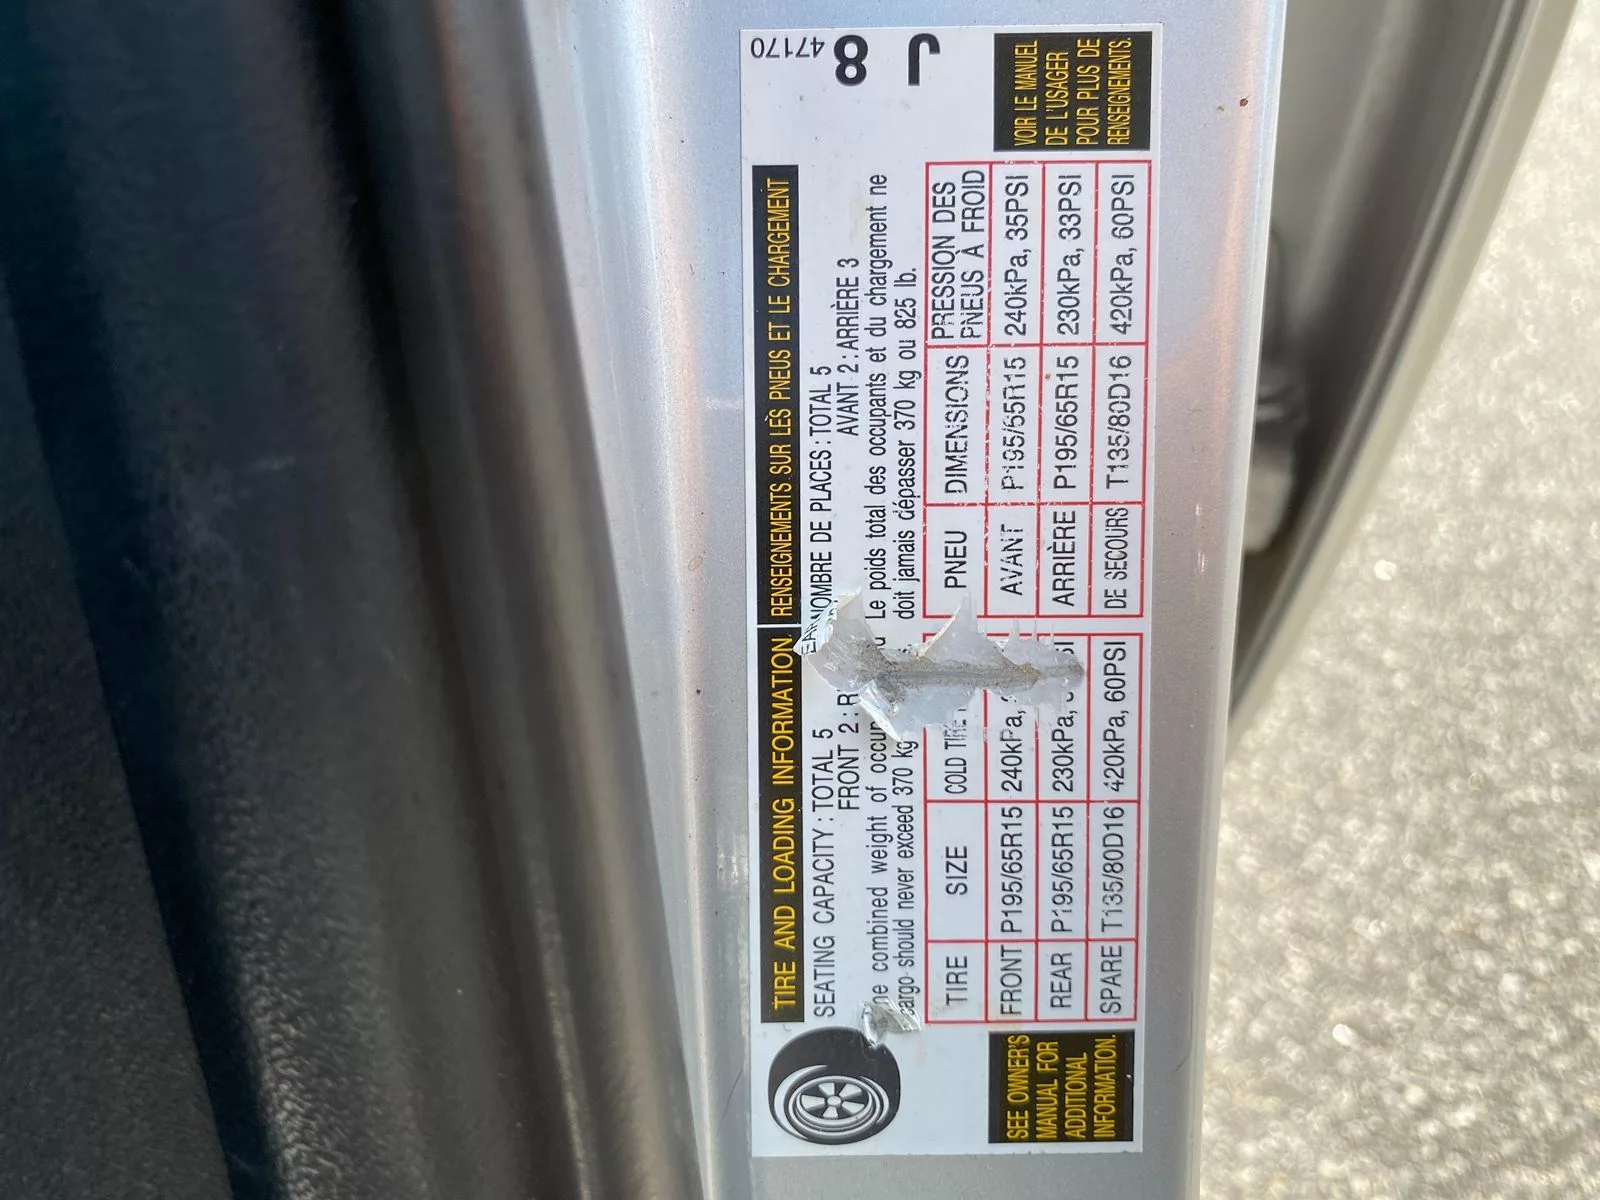 TIRE AND LOADING INFORMATION
SEATING CAPACITY : TOTAL 5
FRONT 2 : R
ne combined weight of occup
argo should never exceed 370 kg
TIRE SIZE COLD TIRE
FRONT P195/65R15 240kPa,
REAR P195/65R15 230kPa, SI
SPARE T135/80D16 420kPa, 60PSI
SEE OWNER'S
MANUAL FOR
ADDITIONAL
INFORMATION.
RENSEIGNEMENTS SUR LES PNEUS ET LE CHARGEMENT
NOMBRE DE PLACES : TOTAL 5
AVANT 2 : ARRIÈRE 3
Le poids total des occupants et du chargement ne
doit jamais dépasser 370 kg ou 825 lb.
PNEU DIMENSIONS PRESSION DES
PNEUS À FROID
AVANT P195/65R15 240kPa, 35PSI
ARRIÈRE P195/65R15 230kPa, 33PSI
DE SECOURS T135/80D16 420kPa, 60PSI
VOIR LE MANUEL
DE L'USAGER
POUR PLUS DE
RENSEIGNEMENTS.
47170
8
J